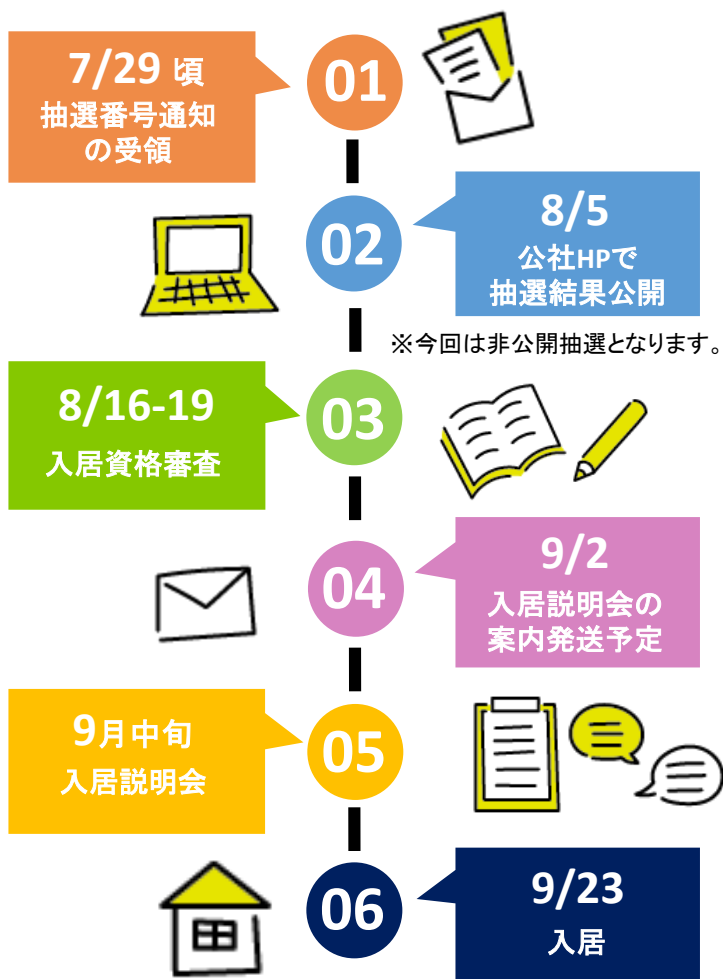 7/29 頃
抽選番号通知
の受領
01
02
8/5
公社HPで
抽選結果公開
※今回は非公開抽選となります。
8/16-19
入居資格審査
03
04
9/2
入居説明会の
案内発送予定
9月中旬
入居説明会
05
06
9/23
入居